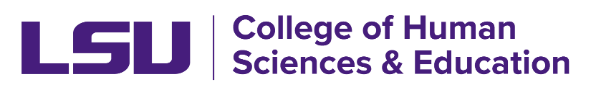 LSU
College of Human
Sciences & Education